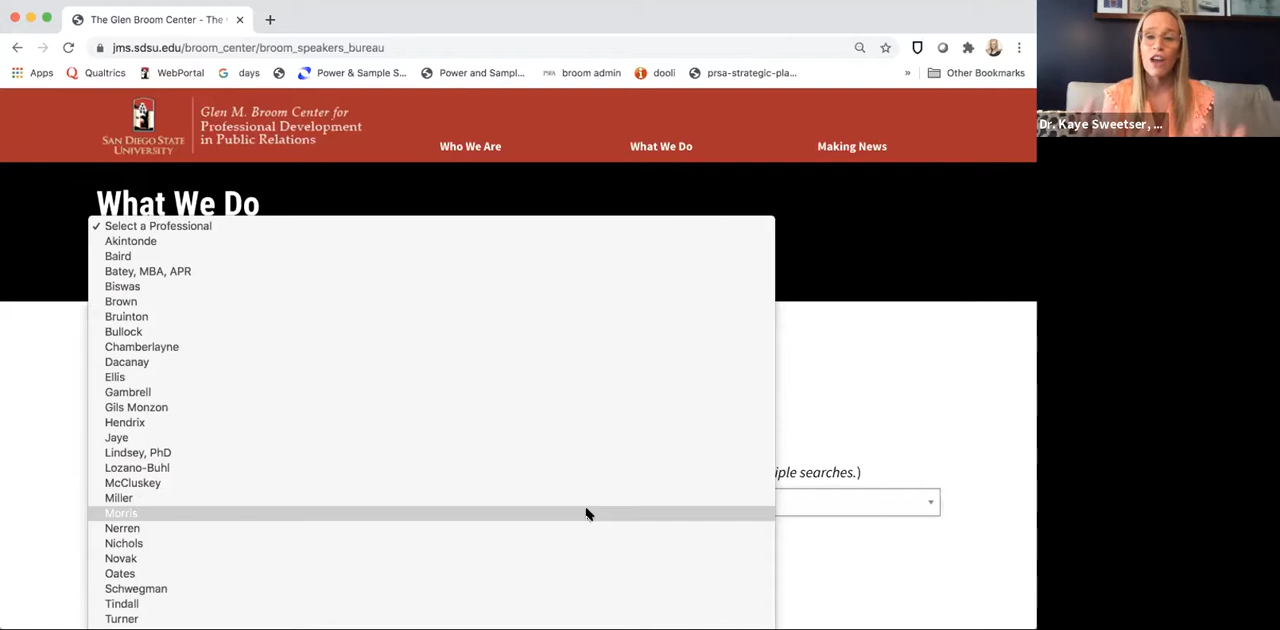 The Glen Broom Center - The
jms.sdsu.edu/broom_center/broom_speakers_bureau
Apps
Qualtrics
WebPortal
days
Power & Sample S...
Power and Sampl...
broom admin
dooli
prsa-strategic-pla...
»
Other Bookmarks
SAN DIEGO STATE
UNIVERSITY
Glen M. Broom Center for
Professional Development
in Public Relations
Who We Are
What We Do
Making News
Dr. Kaye Sweetser, ...
What We Do
✓ Select a Professional
Akintonde
Baird
Batey, MBA, APR
Biswas
Brown
Bruinton
Bullock
Chamberlayne
Dacanay
Ellis
Gambrell
Gils Monzon
Hendrix
Jaye
Lindsey, PhD
Lozano-Buhl
McCluskey
Miller
Morris
Nerren
Nichols
Novak
Oates
Schwegman
Tindall
Turner
iple searches.)